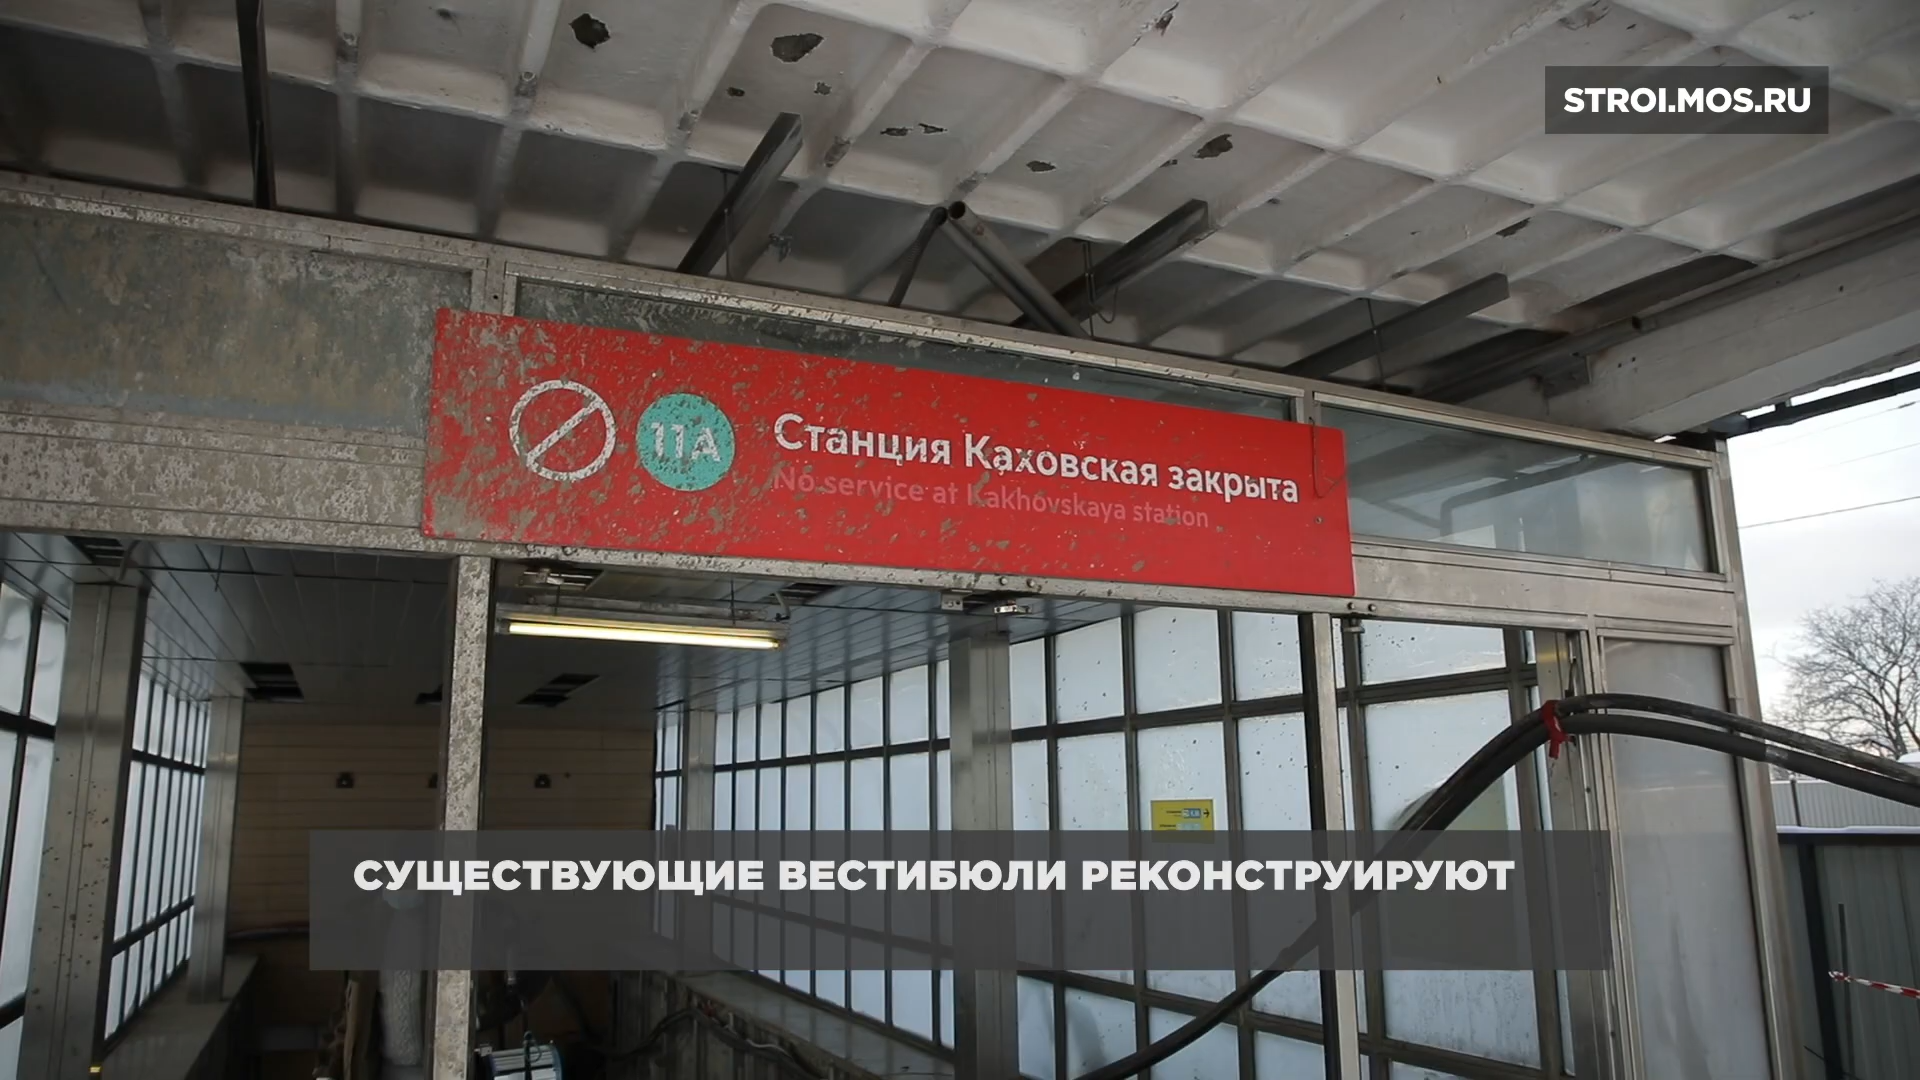 STROI.MOS.RU
11А
Станция Каховская закрыта
No service at Kakhovskaya station
СУЩЕСТВУЮЩИЕ ВЕСТИБЮЛИ РЕКОНСТРУИРУЮТ